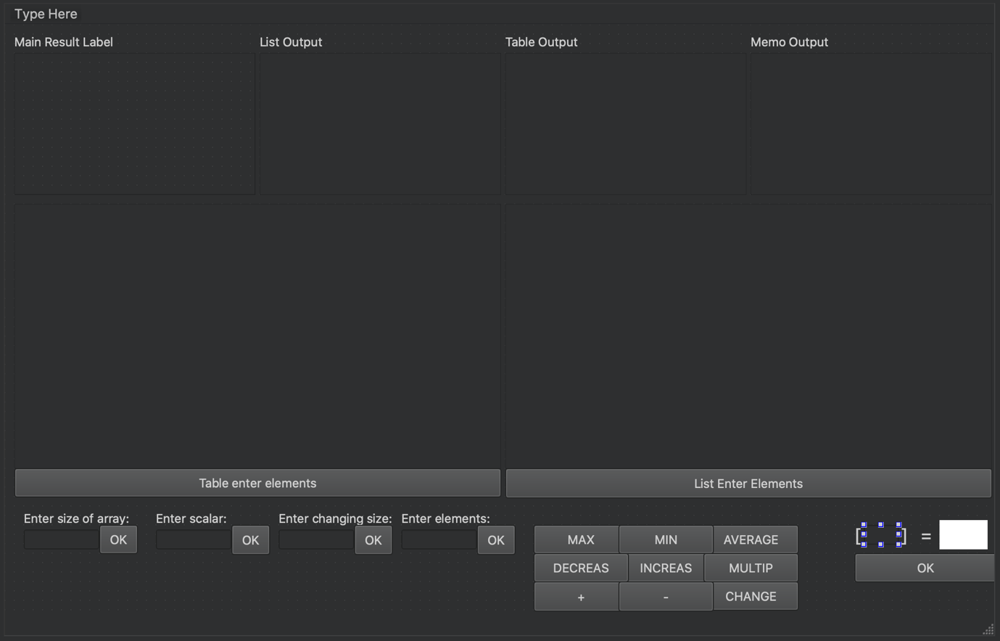 Type Here
Main Result Label
List Output
Table Output
Memo Output
Table enter elements
List Enter Elements
Enter size of array:
OK
Enter scalar:
OK
Enter changing size:
OK
Enter elements:
OK
MAX
MIN
AVERAGE
DECREAS
INCREAS
MULTIP
+
-
CHANGE
[ ] =
OK